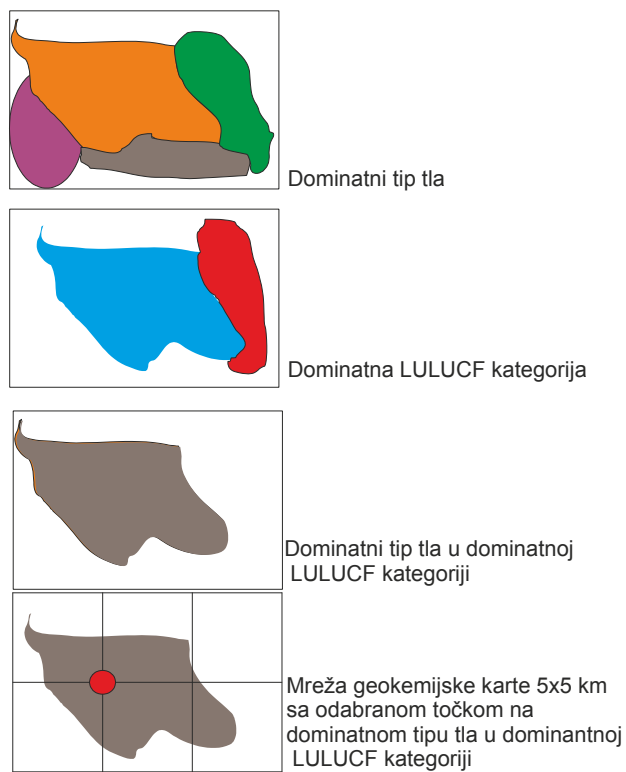 Dominatni tip tla
Dominatna LULUCF kategorija
Dominatni tip tla u dominatnoj
LULUCF kategoriji
Mreža geokemijske karte 5x5 km
sa odabranom točkom na
dominatnom tipu tla u dominantnoj
LULUCF kategoriji